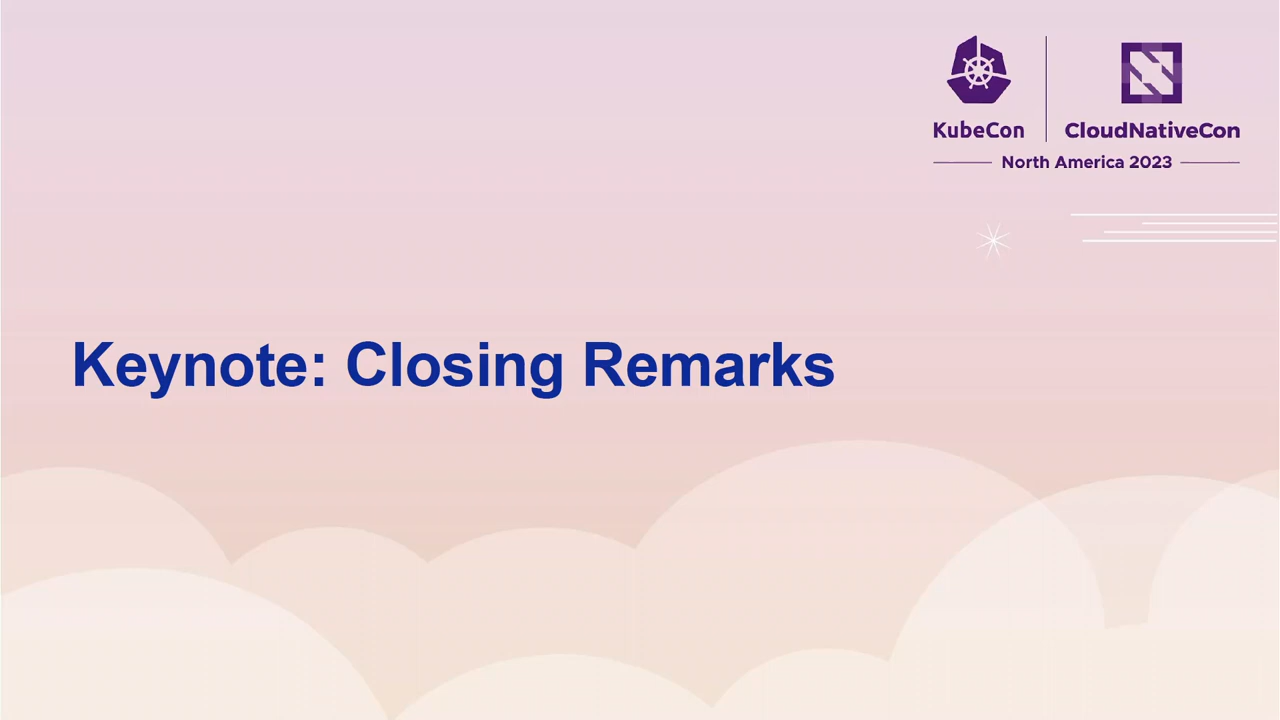 KubeCon
CloudNativeCon
North America 2023
Keynote: Closing Remarks